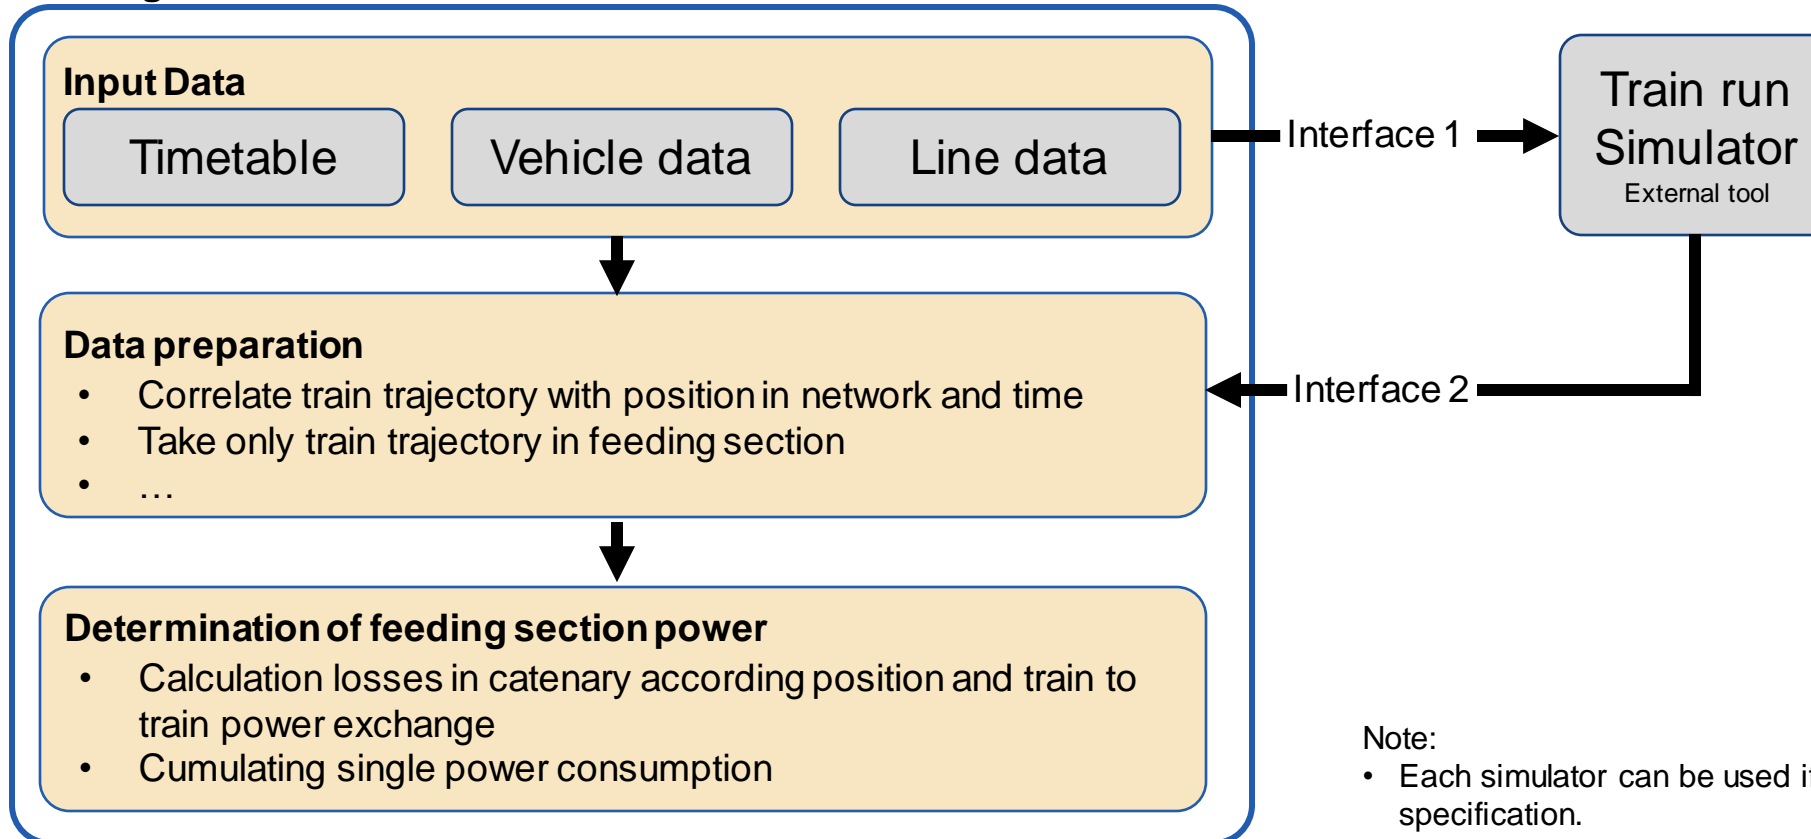 Input Data
Timetable
Vehicle data
Line data
Interface 1
Train run
Simulator
External tool
Data preparation
• Correlate train trajectory with position in network and time
• Take only train trajectory in feeding section
• …
Interface 2
Determination of feeding section power
• Calculation losses in catenary according position and train to
train power exchange
• Cumulating single power consumption
Note:
• Each simulator can be used if
specification.